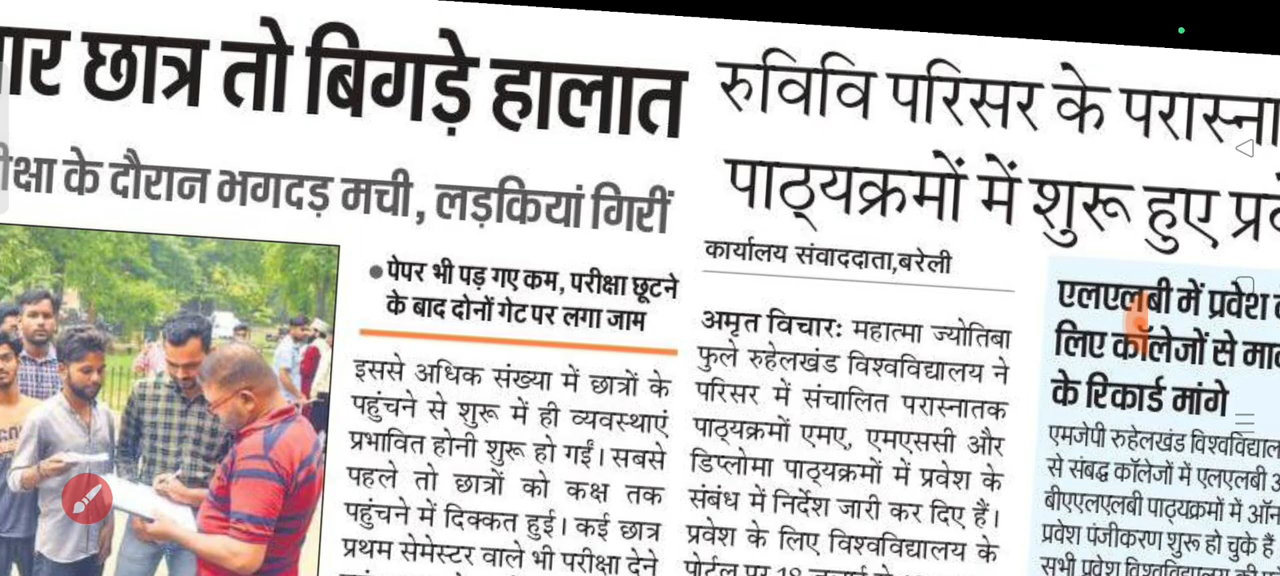 छात्र तो बिगड़े हालात
के दौरान भगदड़ मची, लड़कियां गिरीं
● पेपर भी पड़ गए कम, परीक्षा छूटने
के बाद दोनों गेट पर लगा जाम
इससे अधिक संख्या में छात्रों के
पहुंचने से शुरू में ही व्यवस्थाएं
प्रभावित होनी शुरू हो गईं। सबसे
पहले तो छात्रों को कक्ष तक
पहुंचने में दिक्कत हुई। कई छात्र
प्रथम सेमेस्टर वाले भी परीक्षा देने
रुविवि परिसर के
पाठ्यक्रमों में शुरू हुए
कार्यालय संवाददाता,बरेली
अमृत विचारः महात्मा ज्योतिबा
फुले रुहेलखंड विश्वविद्यालय ने
परिसर में संचालित परास्नातक
पाठ्यक्रमों एमए, एमएससी और
डिप्लोमा पाठ्यक्रमों में प्रवेश के
संबंध में निर्देश जारी कर दिए हैं।
प्रवेश के लिए विश्वविद्यालय के
पोर्टल पर
एलएलबी में प्रवेश
लिए कॉलेजों से
के रिकार्ड मांगे
एमजेपी रुहेलखंड
से संबद्ध कॉलेजों में एलएलबी
बीएएलएलबी पाठ्यक्रमों में
प्रवेश पंजीकरण शुरू हो चुके हैं
सभी प्रवेश